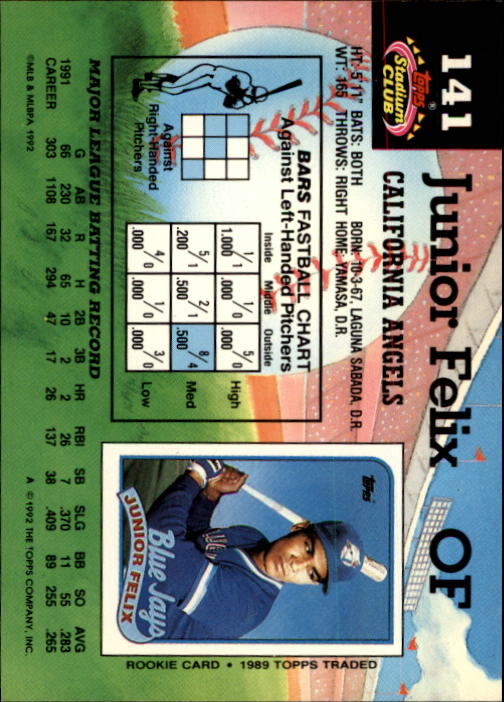 141
Topps®
Stadium
CLUB
Junior Felix OF
CALIFORNIA ANGELS
HT: 5'11" BATS: BOTH BORN: 10-3-67, LAGUNA SABADA, D.R.
WT: 165 THROWS: RIGHT HOME: YAMASA, D.R.
BARS FASTBALL CHART
Against Left-Handed Pitchers
Inside Middle Outside
1/1 1/0 5/0 High
1.000 .000 .000
5/1 2/1 8/4 Med
.200 .500 .500
4/0 1/0 3/0 Low
.000 .000 .000
Against
Right-Handed
Pitchers
topps
Blue Jays
JUNIOR FELIX
ROOKIE CARD • 1989 TOPPS TRADED
MAJOR LEAGUE BATTING RECORD
G AB R H 2B 3B HR RBI SB SLG BB SO AVG
1991 66 230 32 65 10 2 2 26 7 .370 11 55 .283
CAREER 303 1108 167 294 47 17 26 137 38 .409 89 255 .265
©MLB & MLBPA 1992
A © 1992 THE TOPPS COMPANY, INC.